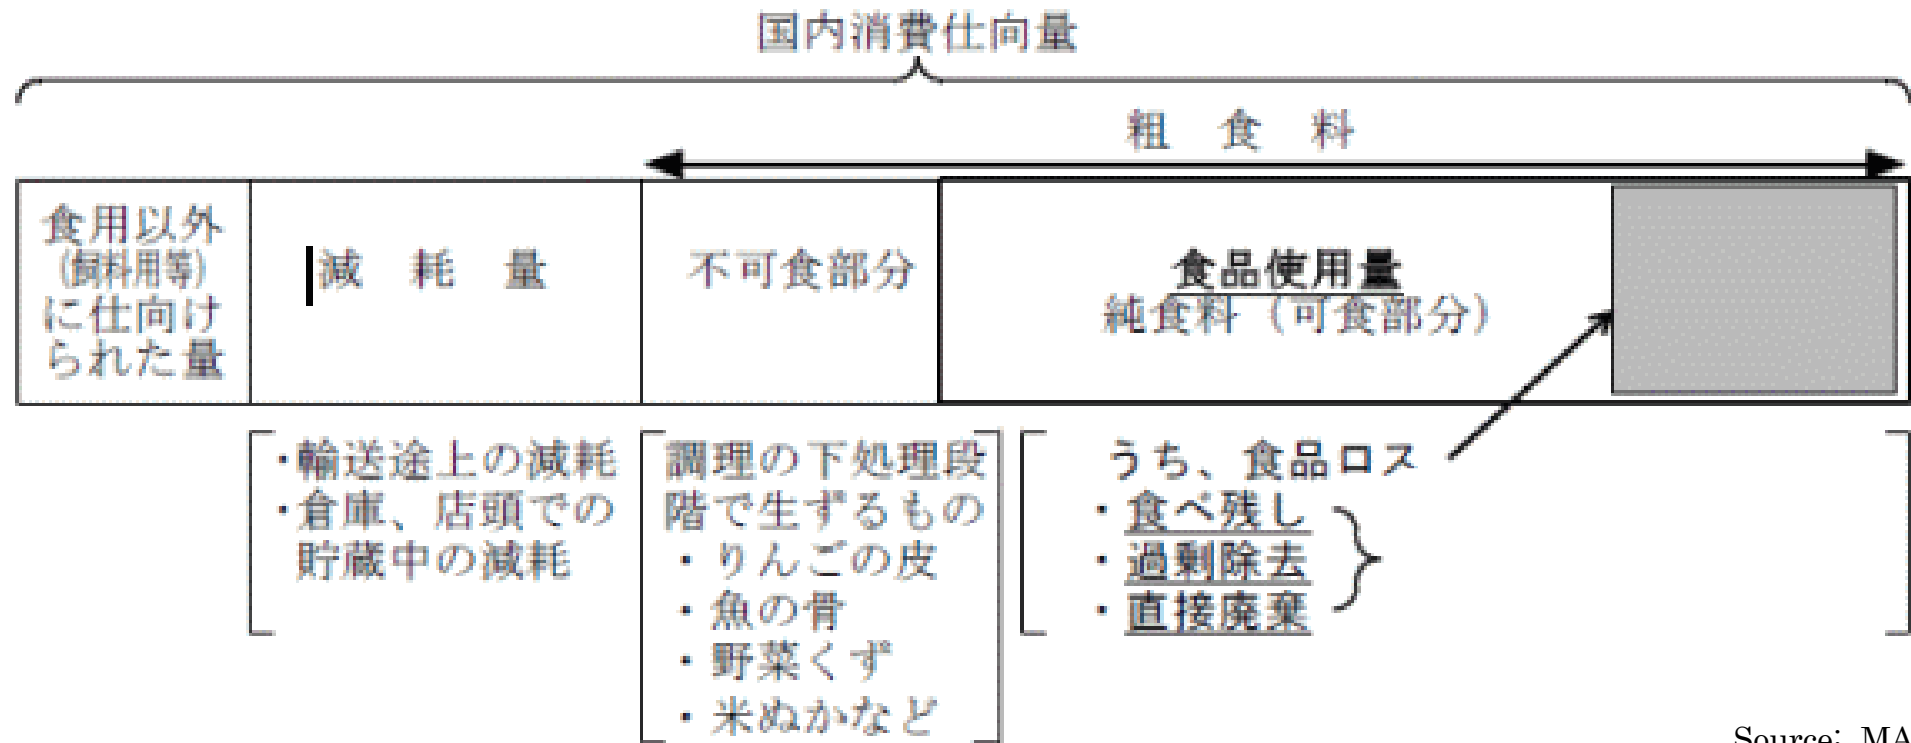 国内消費仕向量
粗食料
食用以外
(飼料用等)
に仕向け
られた量
減耗量
不可食部分
食品使用量
純食料(可食部分)
・輸送途上の減耗
・倉庫、店頭での
貯蔵中の減耗
調理の下処理段
階で生ずるもの
・りんごの皮
・魚の骨
・野菜くず
・米ぬかなど
うち、食品ロス
・食べ残し
・過剰除去
・直接廃棄
Source: MA